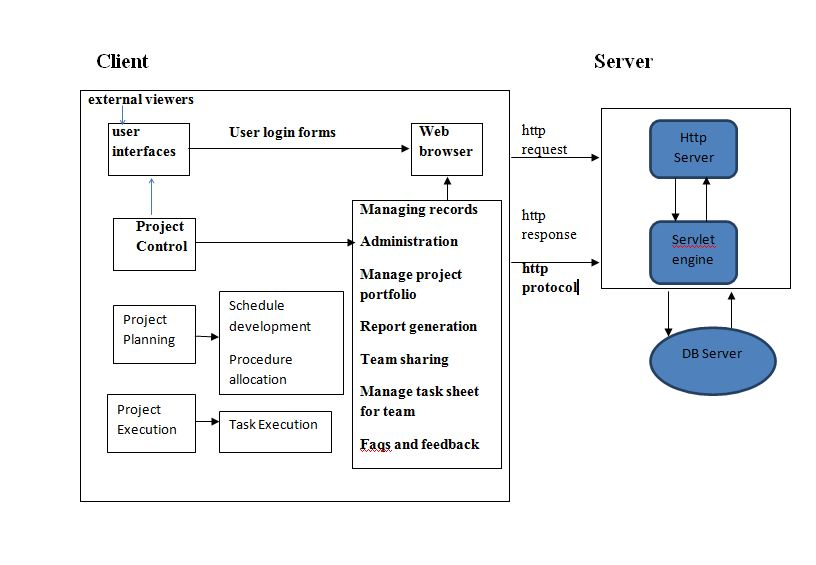 Client
Server
external viewers
user
interfaces
User login forms
Web
browser
Project
Control
Managing records
Administration
Manage project
portfolio
Report generation
Team sharing
Manage task sheet
for team
Faqs and feedback
Project
Planning
Schedule
development
Procedure
allocation
Project
Execution
Task Execution
http
request
http
response
http
protocol
Http
Server
Servlet
engine
DB Server